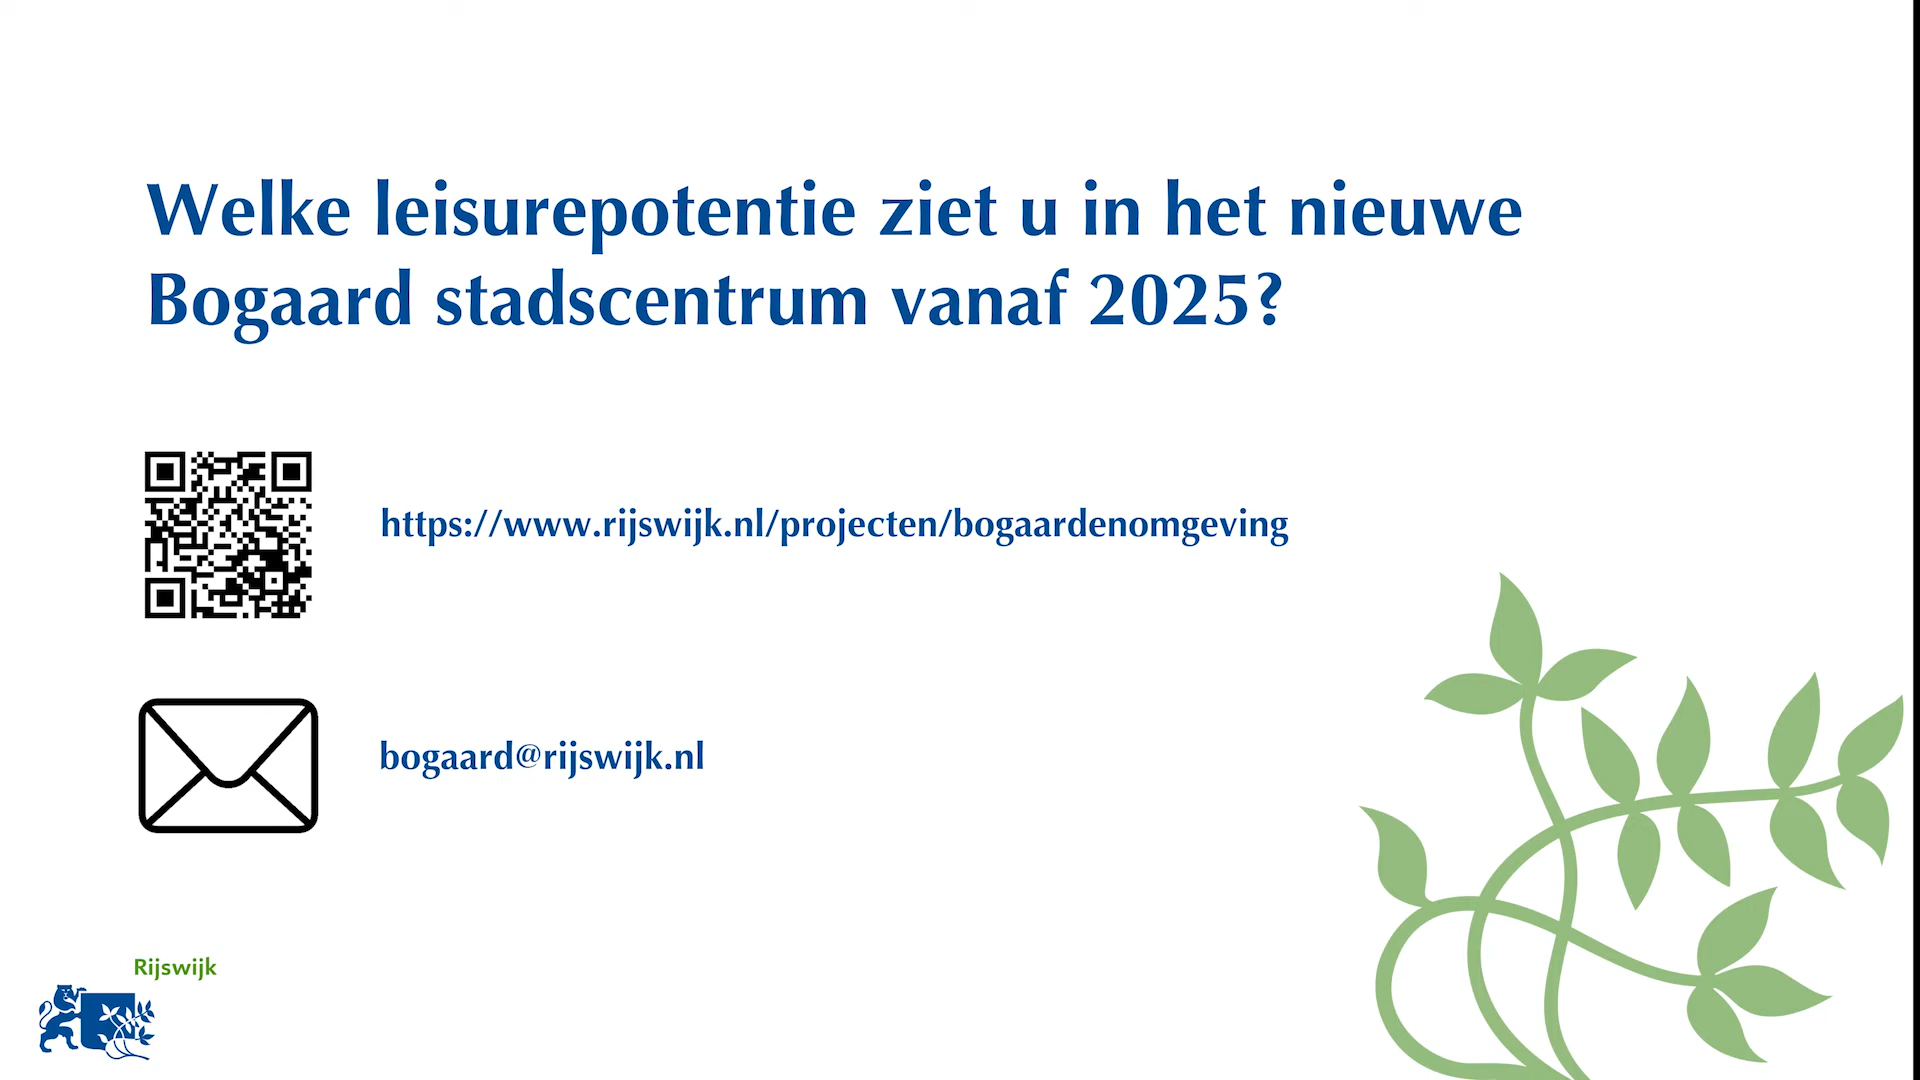 Welke leisurepotentie ziet u in het nieuwe
Bogaard stadscentrum vanaf 2025?
https://www.rijswijk.nl/projecten/bogaardenomgeving
bogaard@rijswijk.nl
Rijswijk